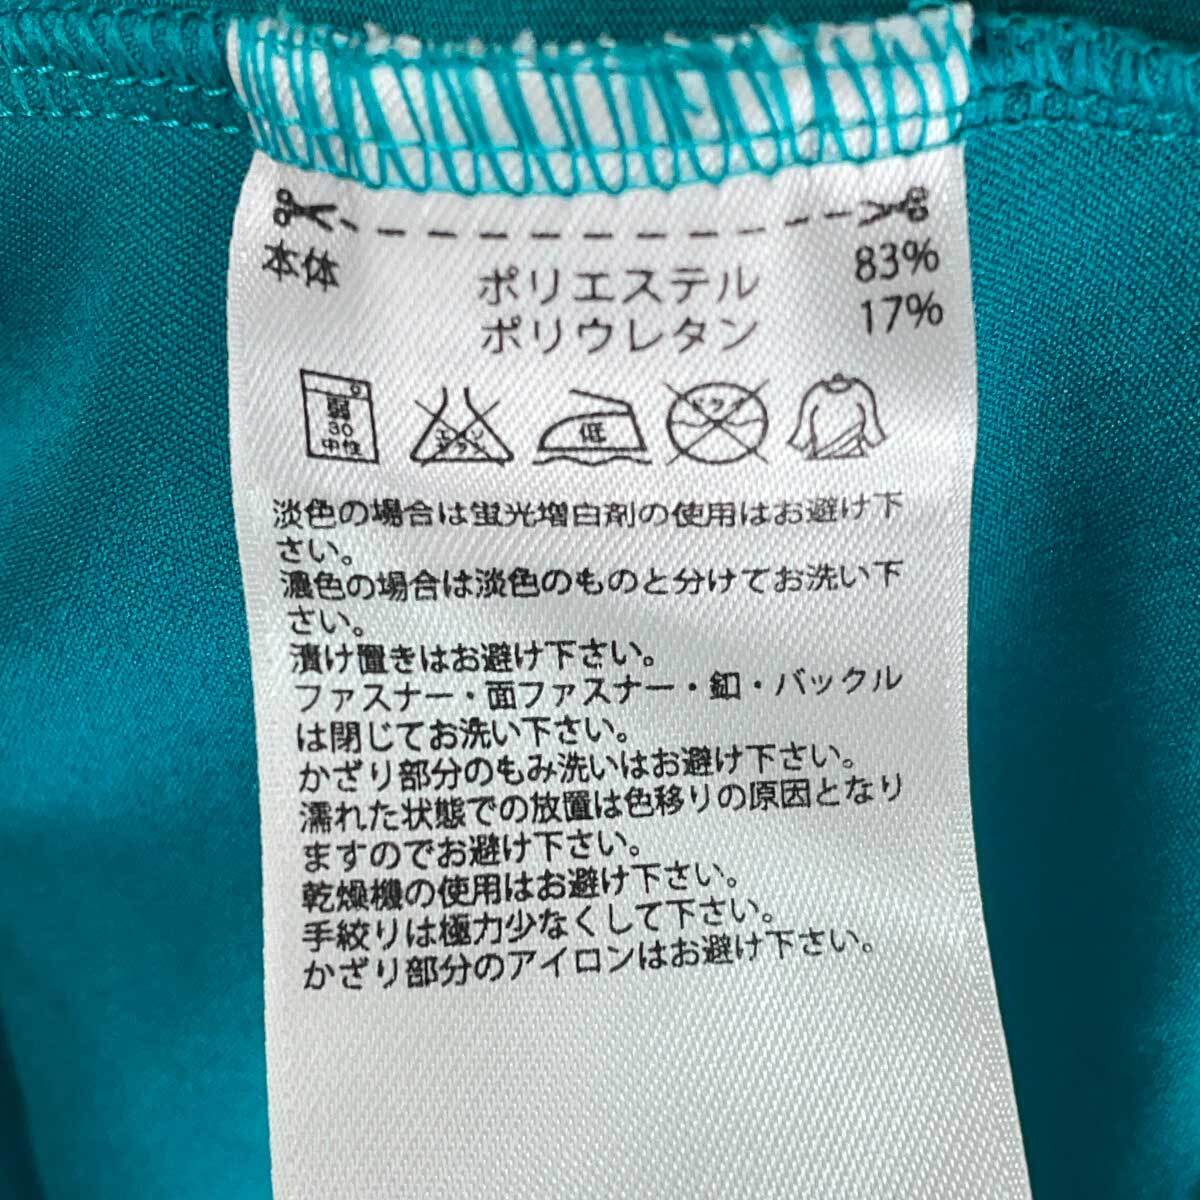 本体 ポリエステル 83%
ポリウレタン 17%
弱
30
中性
エンソ
サラシ
低
ドライ
淡色の場合は蛍光増白剤の使用はお避け下
さい。
濃色の場合は淡色のものと分けてお洗い下
さい。
漬け置きはお避け下さい。
ファスナー・面ファスナー・釦・バックル
は閉じてお洗い下さい。
かざり部分のもみ洗いはお避け下さい。
濡れた状態での放置は色移りの原因となり
ますのでお避け下さい。
乾燥機の使用はお避け下さい。
手絞りは極力少なくして下さい。
かざり部分のアイロンはお避け下さい。